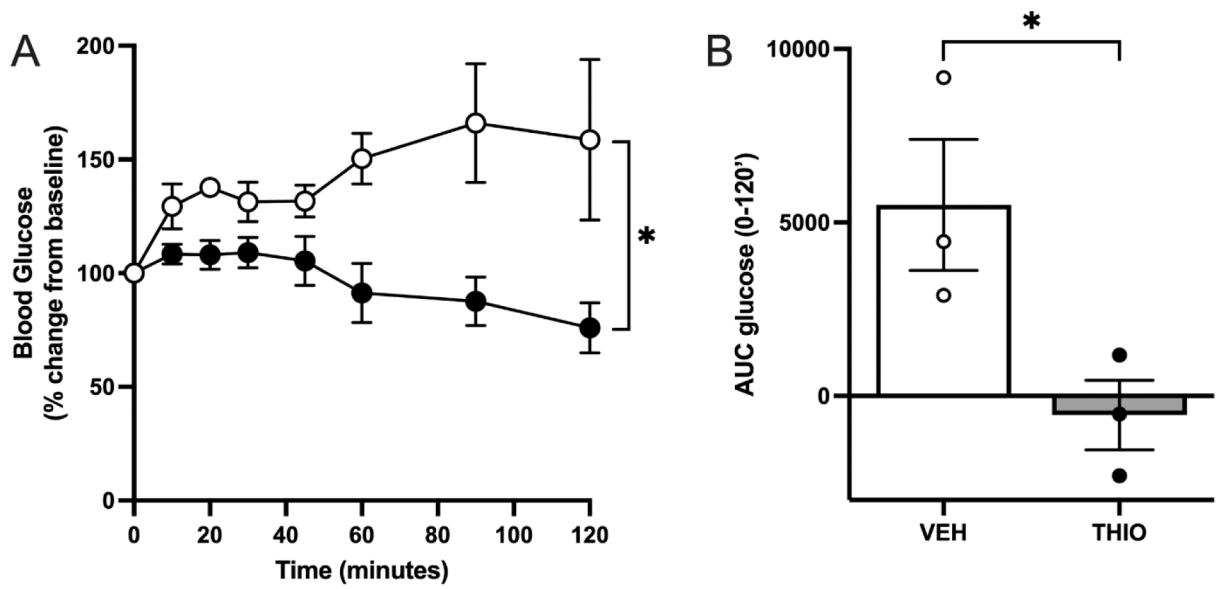 A
Blood Glucose
(% change from baseline)
200
150
100
50
0
0 20 40 60 80 100 120
Time (minutes)
*
B
AUC glucose (0-120’)
10000
5000
0
*
VEH THIO